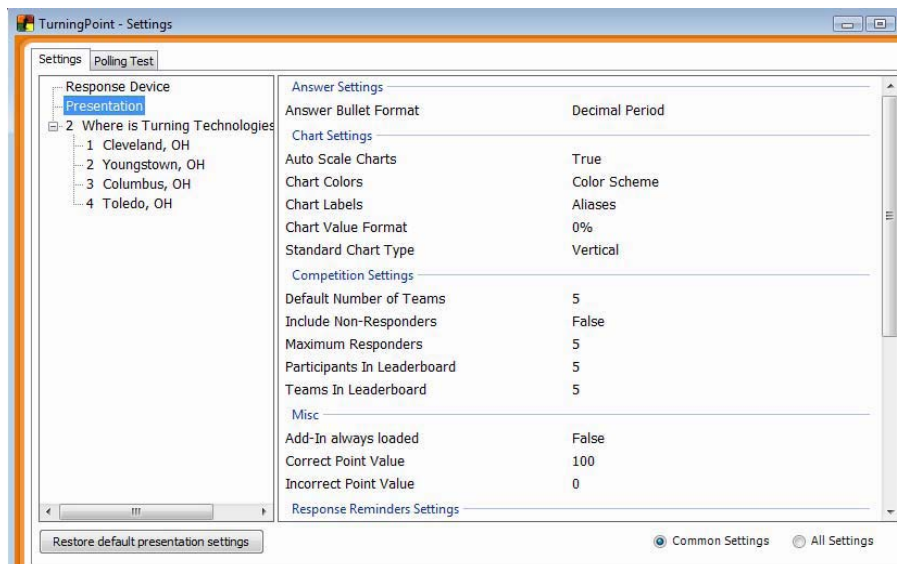 TurningPoint - Settings
Settings Polling Test
Response Device
Presentation
2 Where is Turning Technologies
1 Cleveland, OH
2 Youngstown, OH
3 Columbus, OH
4 Toledo, OH
Answer Settings
Answer Bullet Format Decimal Period
Chart Settings
Auto Scale Charts True
Chart Colors Color Scheme
Chart Labels Aliases
Chart Value Format 0%
Standard Chart Type Vertical
Competition Settings
Default Number of Teams 5
Include Non-Responders False
Maximum Responders 5
Participants In Leaderboard 5
Teams In Leaderboard 5
Misc
Add-In always loaded False
Correct Point Value 100
Incorrect Point Value 0
Response Reminders Settings
Restore default presentation settings Common Settings All Settings